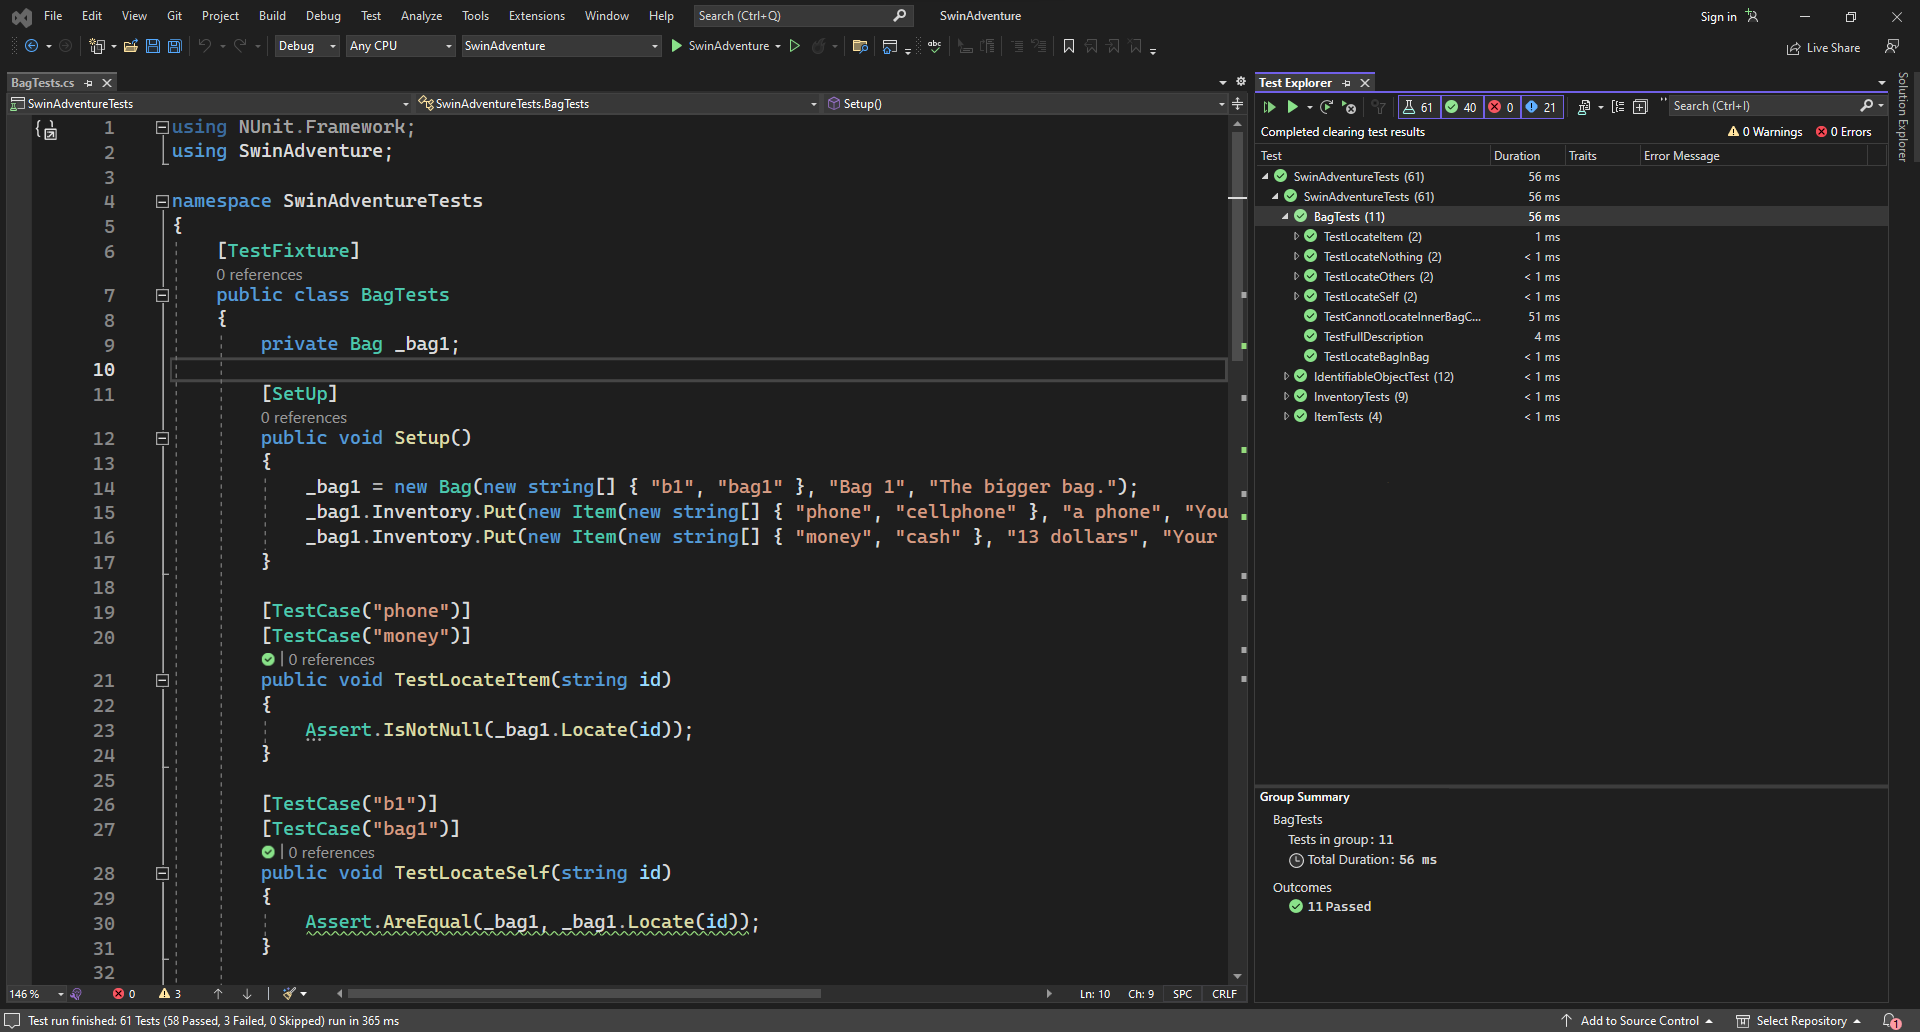 File Edit View Git Project Build Debug Test Analyze Tools Extensions Window Help Search (Ctrl+Q) SwinAdventure Sign in
Debug Any CPU SwinAdventure SwinAdventure Live Share
BagTests.cs
SwinAdventureTests SwinAdventureTests.BagTests Setup()
1 using NUnit.Framework;
2 using SwinAdventure;
3
4 namespace SwinAdventureTests
5 {
6 [TestFixture]
0 references
7 public class BagTests
8 {
9 private Bag _bag1;
10
11 [SetUp]
0 references
12 public void Setup()
13 {
14 _bag1 = new Bag(new string[] { "b1", "bag1" }, "Bag 1", "The bigger bag.");
15 _bag1.Inventory.Put(new Item(new string[] { "phone", "cellphone" }, "a phone", "You
16 _bag1.Inventory.Put(new Item(new string[] { "money", "cash" }, "13 dollars", "Your
17 }
18
19 [TestCase("phone")]
20 [TestCase("money")]
| 0 references
21 public void TestLocateItem(string id)
22 {
23 Assert.IsNotNull(_bag1.Locate(id));
24 }
25
26 [TestCase("b1")]
27 [TestCase("bag1")]
| 0 references
28 public void TestLocateSelf(string id)
29 {
30 Assert.AreEqual(_bag1, _bag1.Locate(id));
31 }
32
146 % 0 3 Ln: 10 Ch: 9 SPC CRLF
Test Explorer
61 40 0 21 Search (Ctrl+I)
Completed clearing test results 0 Warnings 0 Errors
Test Duration Traits Error Message
SwinAdventureTests (61) 56 ms
SwinAdventureTests (61) 56 ms
BagTests (11) 56 ms
TestLocateItem (2) 1 ms
TestLocateNothing (2) < 1 ms
TestLocateOthers (2) < 1 ms
TestLocateSelf (2) < 1 ms
TestCannotLocateInnerBagC... 51 ms
TestFullDescription 4 ms
TestLocateBagInBag < 1 ms
IdentifiableObjectTest (12) < 1 ms
InventoryTests (9) < 1 ms
ItemTests (4) < 1 ms
Group Summary
BagTests
Tests in group: 11
Total Duration: 56 ms
Outcomes
11 Passed
Solution Explorer
Test run finished: 61 Tests (58 Passed, 3 Failed, 0 Skipped) run in 365 ms Add to Source Control Select Repository 1